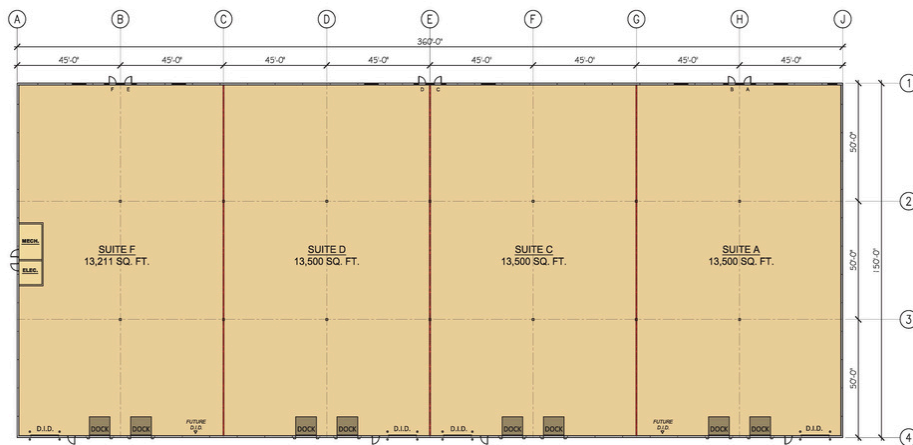 A B C D E F G H J
360'-0"
45'-0" 45'-0" 45'-0" 45'-0" 45'-0" 45'-0" 45'-0" 45'-0"
1
F E D C B A
50'-0"
2
MECH.
ELEC.
SUITE F
13,211 SQ. FT.
SUITE D
13,500 SQ. FT.
SUITE C
13,500 SQ. FT.
SUITE A
13,500 SQ. FT.
50'-0"
150'-0"
3
50'-0"
D.I.D.
DOCK
DOCK
FUTURE
D.I.D.
DOCK
DOCK
D.I.D.
D.I.D.
DOCK
DOCK
FUTURE
D.I.D.
DOCK
DOCK
D.I.D.
4